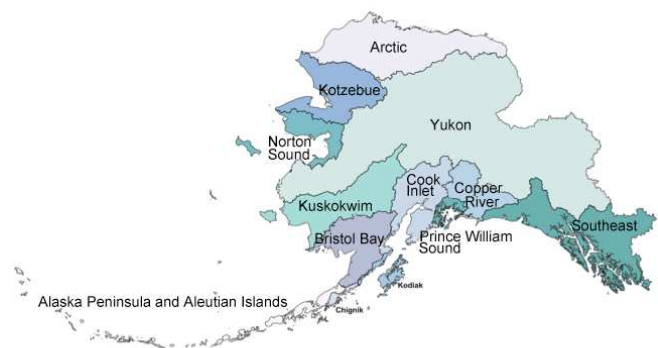 Arctic
Kotzebue
Yukon
Norton
Sound
Cook
Inlet
Copper
River
Kuskokwim
Southeast
Bristol Bay
Prince William
Sound
Kodiak
Alaska Peninsula and Aleutian Islands
Chignik